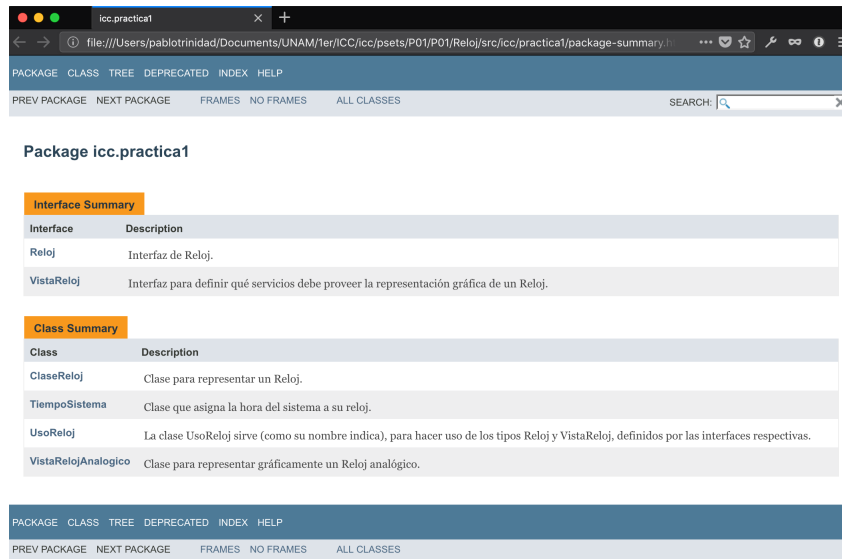 icc.practica1
file:///Users/pablotrinidad/Documents/UNAM/1er/ICC/icc/psets/P01/P01/Reloj/src/icc/practica1/package-summary.h
PACKAGE CLASS TREE DEPRECATED INDEX HELP
PREV PACKAGE NEXT PACKAGE FRAMES NO FRAMES ALL CLASSES SEARCH:
Package icc.practica1
Interface Summary
Interface Description
Reloj Interfaz de Reloj.
VistaReloj Interfaz para definir qué servicios debe proveer la representación gráfica de un Reloj.
Class Summary
Class Description
ClaseReloj Clase para representar un Reloj.
TiempoSistema Clase que asigna la hora del sistema a su reloj.
UsoReloj La clase UsoReloj sirve (como su nombre indica), para hacer uso de los tipos Reloj y VistaReloj, definidos por las interfaces respectivas.
VistaRelojAnalogico Clase para representar gráficamente un Reloj analógico.
PACKAGE CLASS TREE DEPRECATED INDEX HELP
PREV PACKAGE NEXT PACKAGE FRAMES NO FRAMES ALL CLASSES